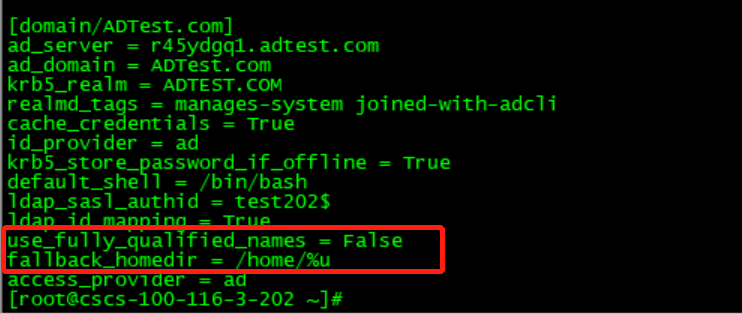 [domain/ADTest.com]
ad_server = r45ydgq1.adtest.com
ad_domain = ADTest.com
krb5_realm = ADTEST.COM
realmd_tags = manages-system joined-with-adcli
cache_credentials = True
id_provider = ad
krb5_store_password_if_offline = True
default_shell = /bin/bash
ldap_sasl_authid = test202$
ldap_id_mapping = True
use_fully_qualified_names = False
fallback_homedir = /home/%u
access_provider = ad
[root@cscs-100-116-3-202 ~]#